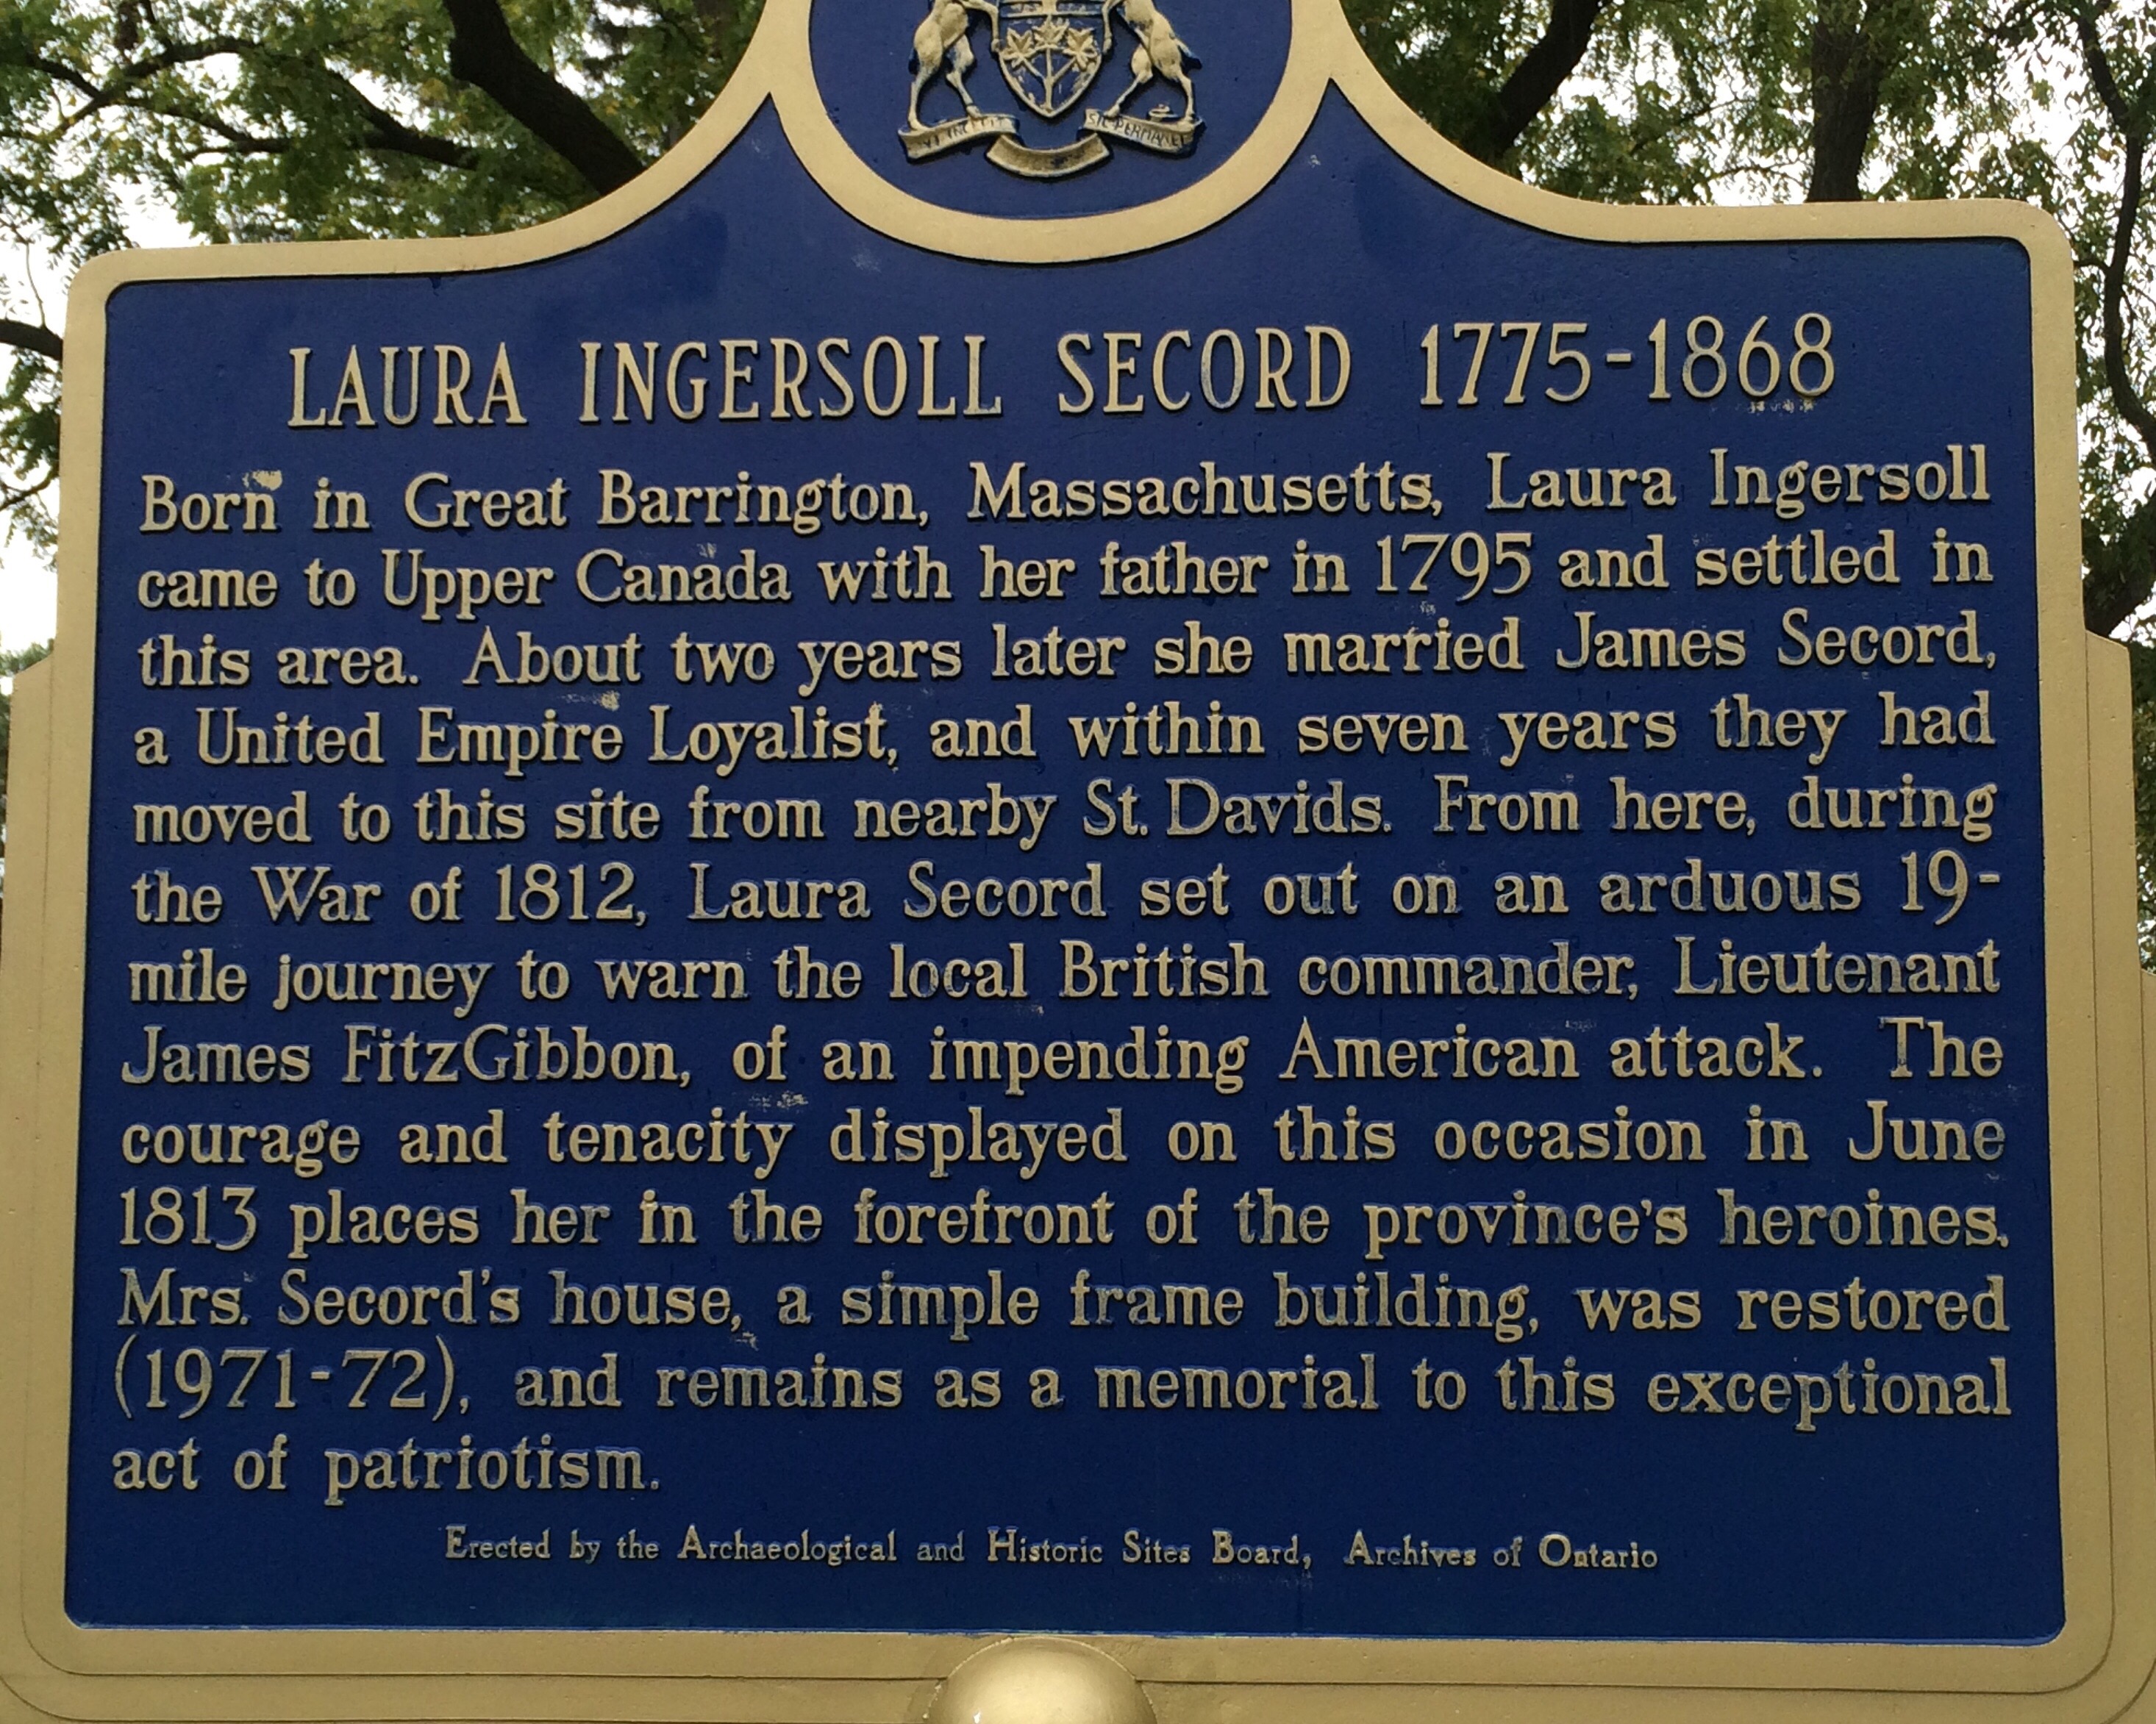 UT INCEPIT SIC PERMANET
LAURA INGERSOLL SECORD 1775-1868
Born in Great Barrington, Massachusetts, Laura Ingersoll
came to Upper Canada with her father in 1795 and settled in
this area. About two years later she married James Secord,
a United Empire Loyalist, and within seven years they had
moved to this site from nearby St. Davids. From here, during
the War of 1812, Laura Secord set out on an arduous 19-
mile journey to warn the local British commander, Lieutenant
James FitzGibbon, of an impending American attack. The
courage and tenacity displayed on this occasion in June
1813 places her in the forefront of the province's heroines.
Mrs. Secord's house, a simple frame building, was restored
(1971-72), and remains as a memorial to this exceptional
act of patriotism.
Erected by the Archaeological and Historic Sites Board, Archives of Ontario